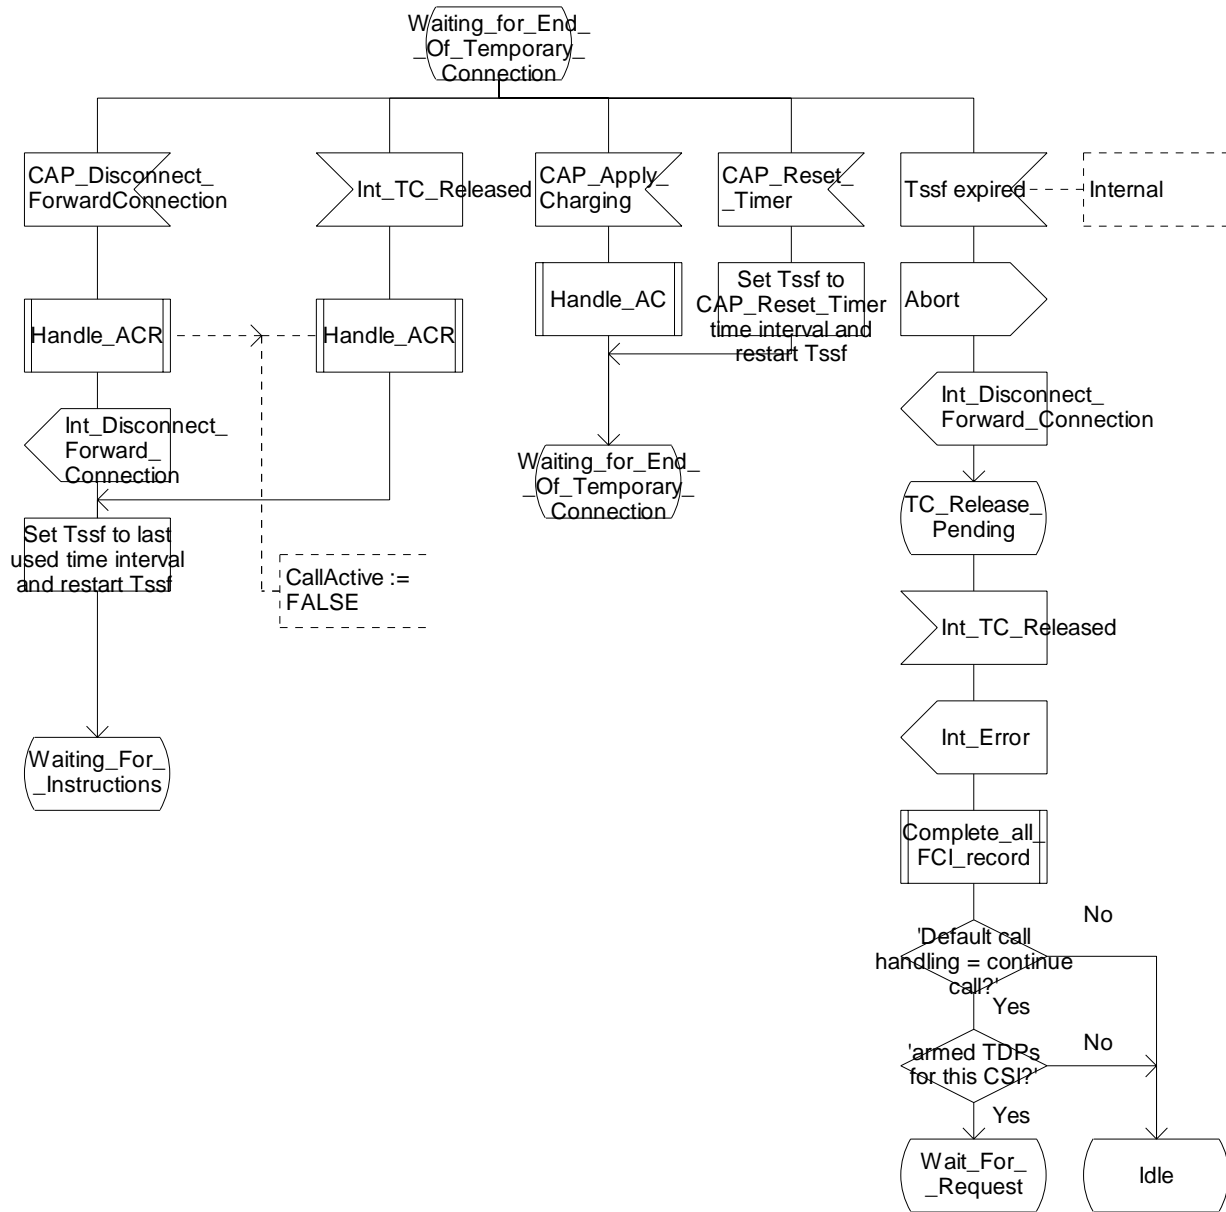 Waiting_for_End_
_Of_Temporary_
Connection
CAP_Disconnect_
ForwardConnection
Int_TC_Released
CAP_Apply_
Charging
CAP_Reset_
_Timer
Tssf expired
Internal
Handle_ACR
Handle_ACR
Handle_AC
Set Tssf to
CAP_Reset_Timer
time interval and
restart Tssf
Abort
Int_Disconnect_
Forward_
Connection
Int_Disconnect_
Forward_Connection
Waiting_for_End_
_Of_Temporary_
Connection
TC_Release_
_Pending
Set Tssf to last
used time interval
and restart Tssf
CallActive :=
FALSE
Int_TC_Released
Waiting_For_
_Instructions
Int_Error
Complete_all_
_FCI_record
No
'Default call
handling = continue
call?'
Yes
'armed TDPs
for this CSI?'
No
Yes
Wait_For_
_Request
Idle